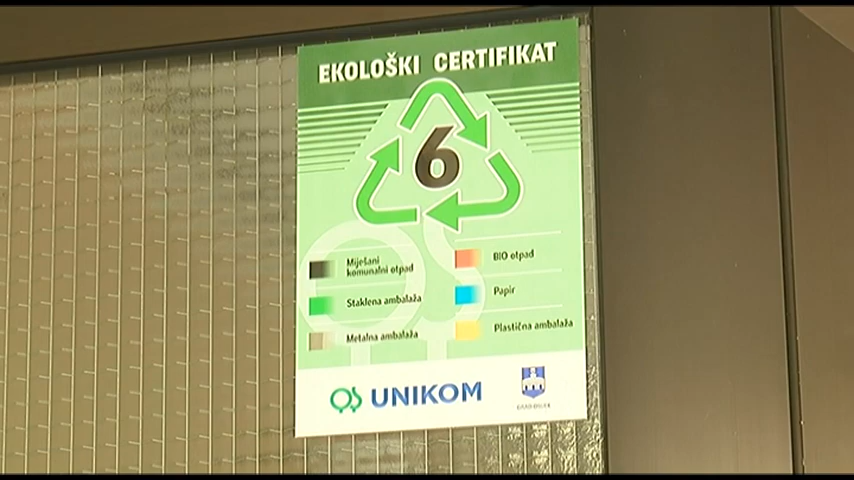 EKOLOŠKI CERTIFIKAT
6
Miješani
komunalni otpad
Staklena ambalaža
Metalna ambalaža
BIO otpad
Papir
Plastična ambalaža
UNIKOM